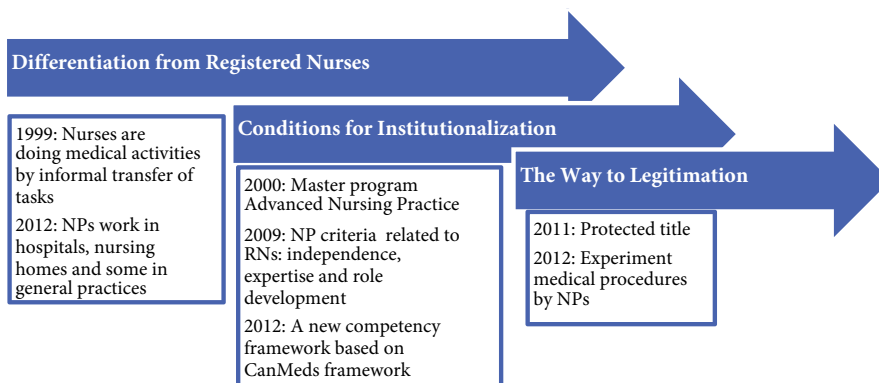 Differentiation from Registered Nurses
1999: Nurses are
doing medical activities
by informal transfer of
tasks
2012: NPs work in
hospitals, nursing
homes and some in
general practices
Conditions for Institutionalization
2000: Master program
Advanced Nursing Practice
2009: NP criteria related to
RNs: independence,
expertise and role
development
2012: A new competency
framework based on
CanMeds framework
The Way to Legitimation
2011: Protected title
2012: Experiment
medical procedures
by NPs